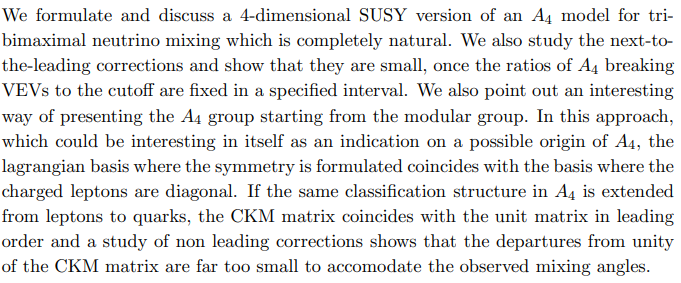 We formulate and discuss a 4-dimensional SUSY version of an A₄ model for tri-
bimaximal neutrino mixing which is completely natural. We also study the next-to-
the-leading corrections and show that they are small, once the ratios of A₄ breaking
VEVs to the cutoff are fixed in a specified interval. We also point out an interesting
way of presenting the A₄ group starting from the modular group. In this approach,
which could be interesting in itself as an indication on a possible origin of A₄, the
lagrangian basis where the symmetry is formulated coincides with the basis where the
charged leptons are diagonal. If the same classification structure in A₄ is extended
from leptons to quarks, the CKM matrix coincides with the unit matrix in leading
order and a study of non leading corrections shows that the departures from unity
of the CKM matrix are far too small to accomodate the observed mixing angles.